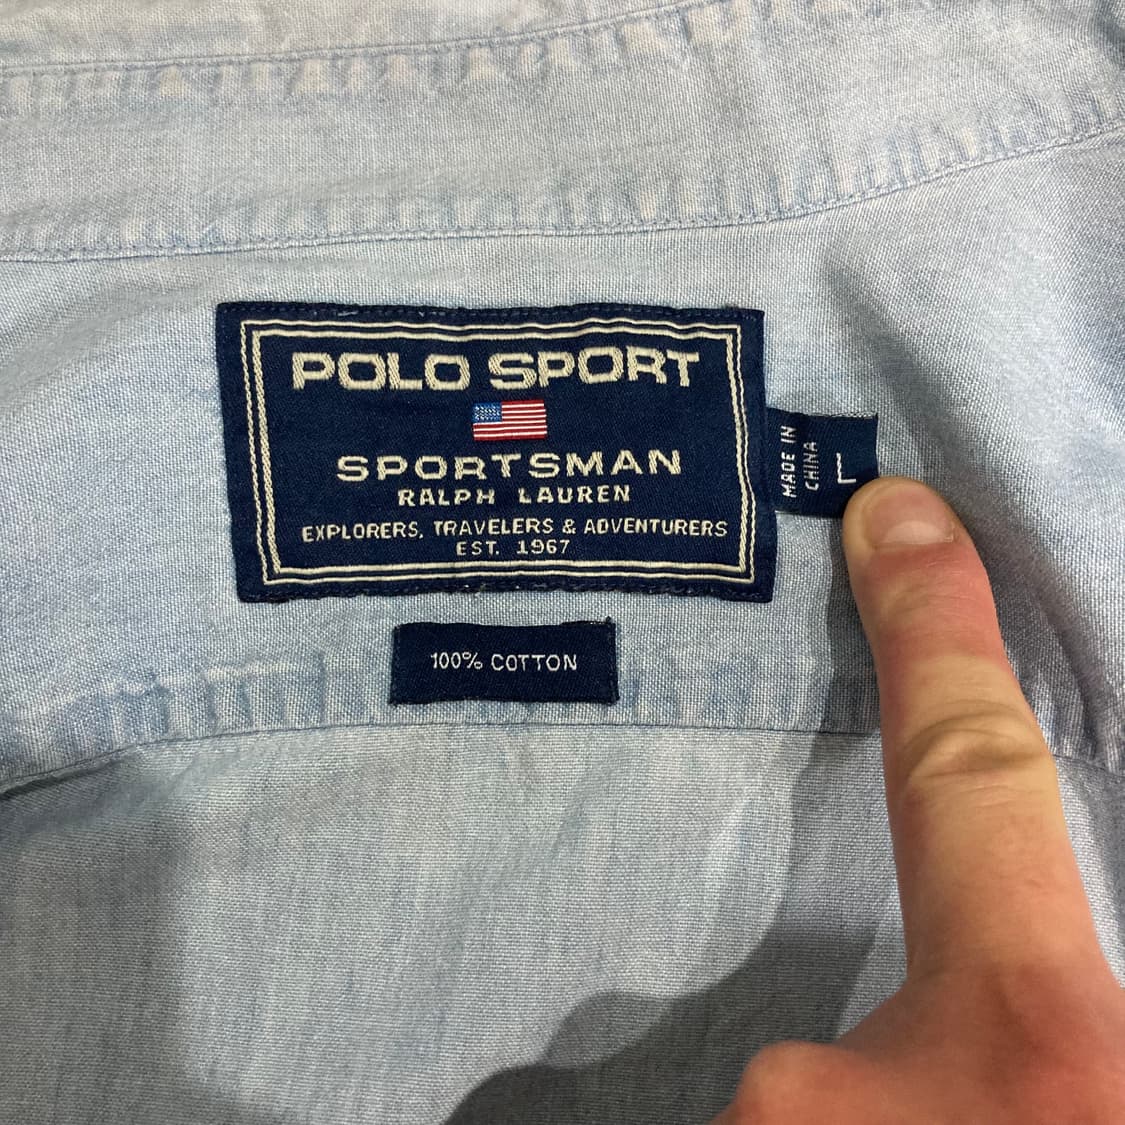 POLO SPORT
SPORTSMAN
RALPH LAUREN
EXPLORERS, TRAVELERS & ADVENTURERS
EST. 1967
MADE IN
CHINA
L
100% COTTON